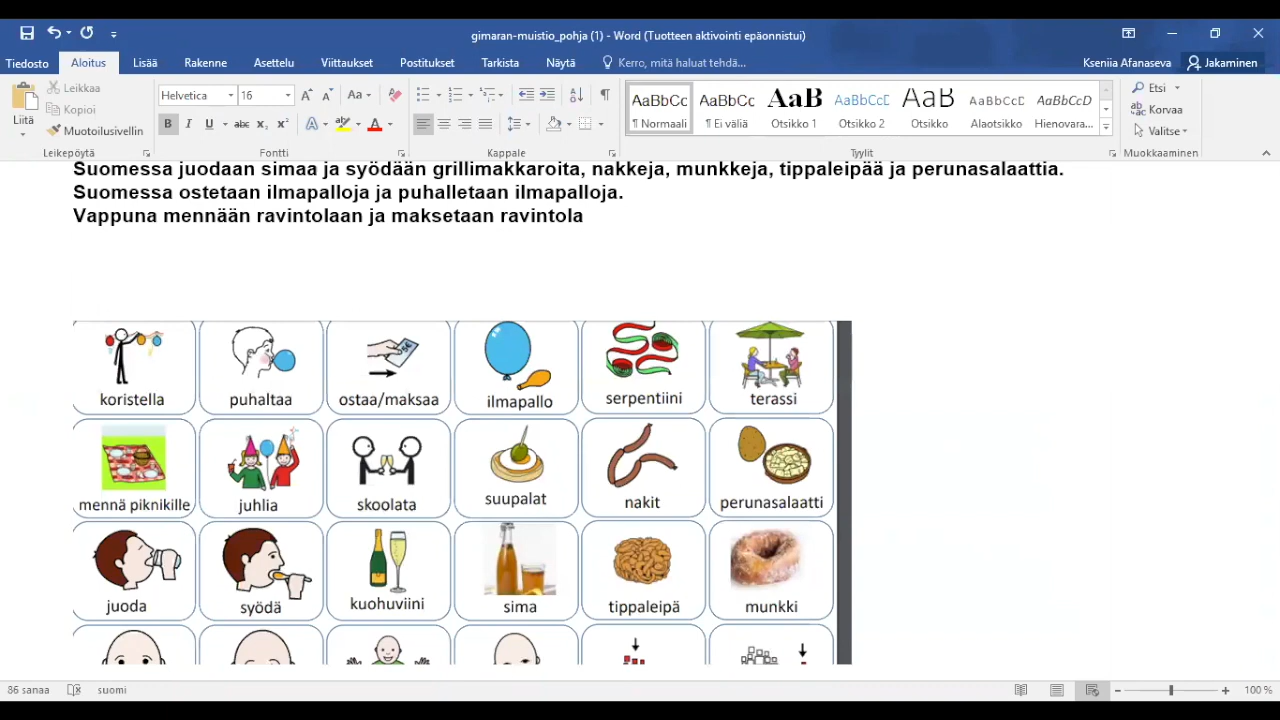 gimaran-muistio_pohja (1) - Word (Tuotteen aktivointi epäonnistui)
Tiedosto Aloitus Lisää Rakenne Asettelu Viittaukset Postitukset Tarkista Näytä Kerro, mitä haluat tehdä... Kseniia Afanaseva Jakaminen
Liitä
Leikkaa
Kopioi
Muotoilusivellin
Leikepöytä
Helvetica 16
Fontti
Kappale
AaBbCc AaBbCc AaB AaBbCcD AaB AaBbCcD AaBbCcD
¶ Normaali ¶ Ei väliä Otsikko 1 Otsikko 2 Otsikko Alaotsikko Hienovara...
Tyylit
Etsi
Korvaa
Valitse
Muokkaaminen
Suomessa juodaan simaa ja syödään grillimakkaroita, nakkeja, munkkeja, tippaleipää ja perunasalaattia.
Suomessa ostetaan ilmapalloja ja puhalletaan ilmapalloja.
Vappuna mennään ravintolaan ja maksetaan ravintola
koristella puhaltaa ostaa/maksaa ilmapallo serpentiini terassi
mennä piknikille juhlia skoolata suupalat nakit perunasalaatti
juoda syödä kuohuviini sima tippaleipä munkki
86 sanaa suomi 100 %